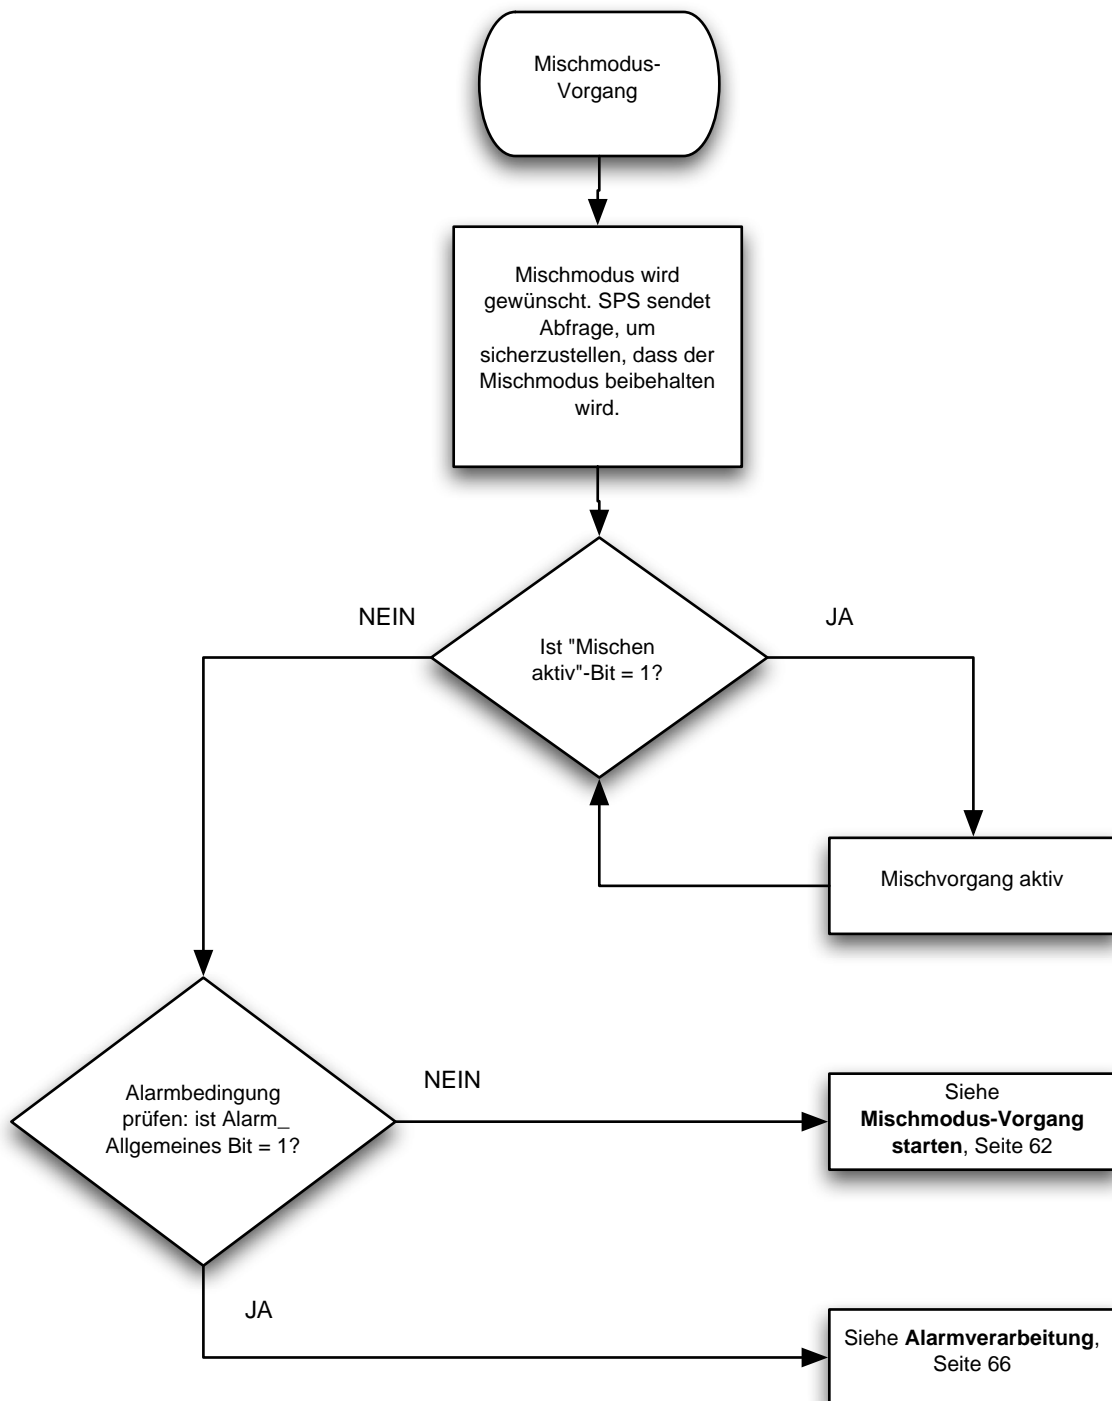 Mischmodus-
Vorgang
Mischmodus wird
gewünscht. SPS sendet
Abfrage, um
sicherzustellen, dass der
Mischmodus beibehalten
wird.
NEIN
JA
Ist "Mischen
aktiv"-Bit = 1?
Mischvorgang aktiv
Alarmbedingung
prüfen: ist Alarm_
Allgemeines Bit = 1?
NEIN
Siehe
Mischmodus-Vorgang
starten, Seite 62
JA
Siehe Alarmverarbeitung,
Seite 66